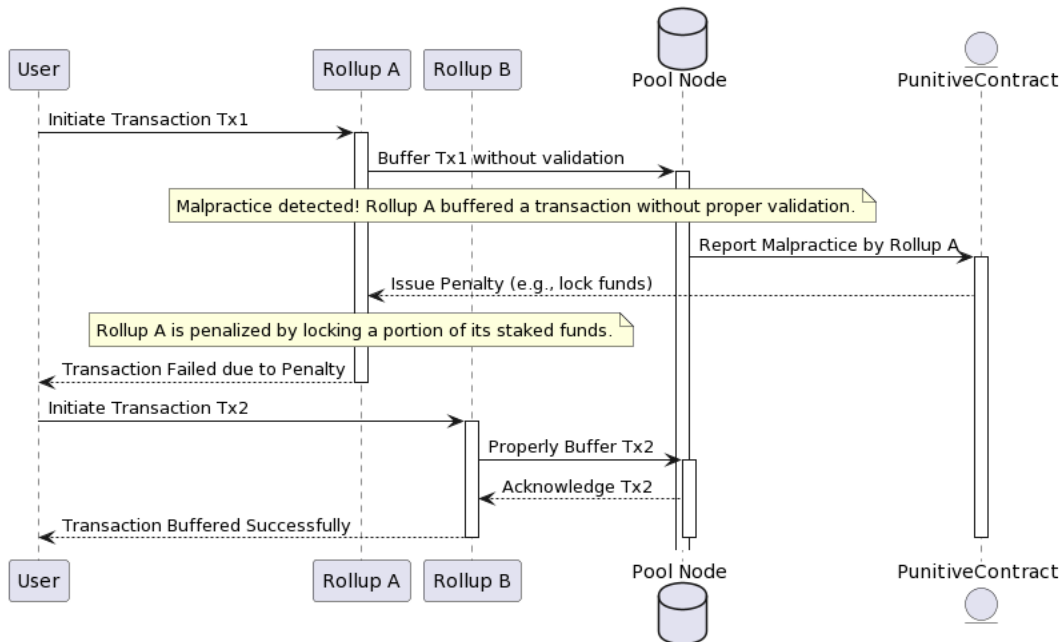 User
Rollup A
Rollup B
Pool Node
PunitiveContract
Initiate Transaction Tx1
Buffer Tx1 without validation
Malpractice detected! Rollup A buffered a transaction without proper validation.
Report Malpractice by Rollup A
Issue Penalty (e.g., lock funds)
Rollup A is penalized by locking a portion of its staked funds.
Transaction Failed due to Penalty
Initiate Transaction Tx2
Properly Buffer Tx2
Acknowledge Tx2
Transaction Buffered Successfully
User
Rollup A
Rollup B
Pool Node
PunitiveContract